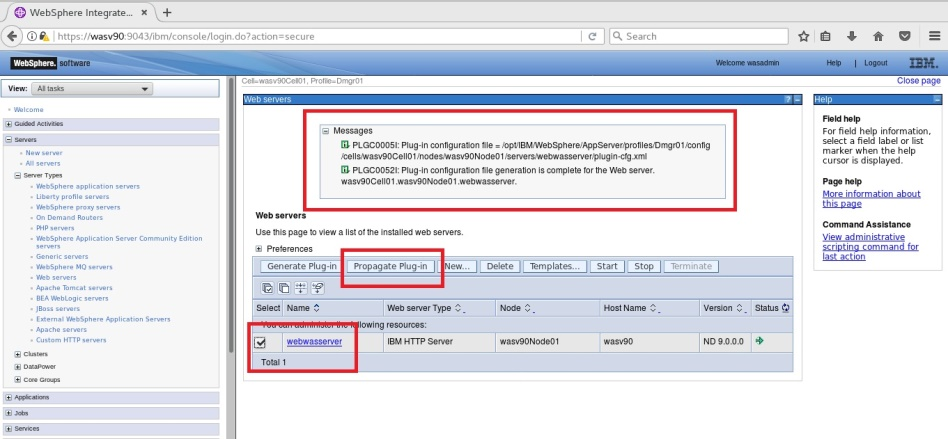 WebSphere Integrate...
https://wasv90:9043/ibm/console/login.do?action=secure
Search
WebSphere. software
Welcome wasadmin
Help | Logout
IBM.
View: All tasks
Cell=wasv90Cell01, Profile=Dmgr01
Close page
Welcome
Guided Activities
Servers
New server
All servers
Server Types
WebSphere application servers
Liberty profile servers
WebSphere proxy servers
On Demand Routers
PHP servers
WebSphere Application Server Community Edition
servers
Generic servers
WebSphere MQ servers
Web servers
Apache Tomcat servers
BEA WebLogic servers
JBoss servers
External WebSphere Application Servers
Apache servers
Custom HTTP servers
Clusters
DataPower
Core Groups
Applications
Jobs
Services
Web servers
Messages
PLGC0005I: Plug-in configuration file = /opt/IBM/WebSphere/AppServer/profiles/Dmgr01/config
/cells/wasv90Cell01/nodes/wasv90Node01/servers/webwasserver/plugin-cfg.xml
PLGC0052I: Plug-in configuration file generation is complete for the Web server.
wasv90Cell01.wasv90Node01.webwasserver.
Web servers
Use this page to view a list of the installed web servers.
Preferences
Generate Plug-in Propagate Plug-in New... Delete Templates... Start Stop Terminate
Select Name Web server Type Node Host Name Version Status
You can administer the following resources:
webwasserver IBM HTTP Server wasv90Node01 wasv90 ND 9.0.0.0
Total 1
Help
Field help
For field help information,
select a field label or list
marker when the help
cursor is displayed.
Page help
More information about
this page
Command Assistance
View administrative
scripting command for
last action